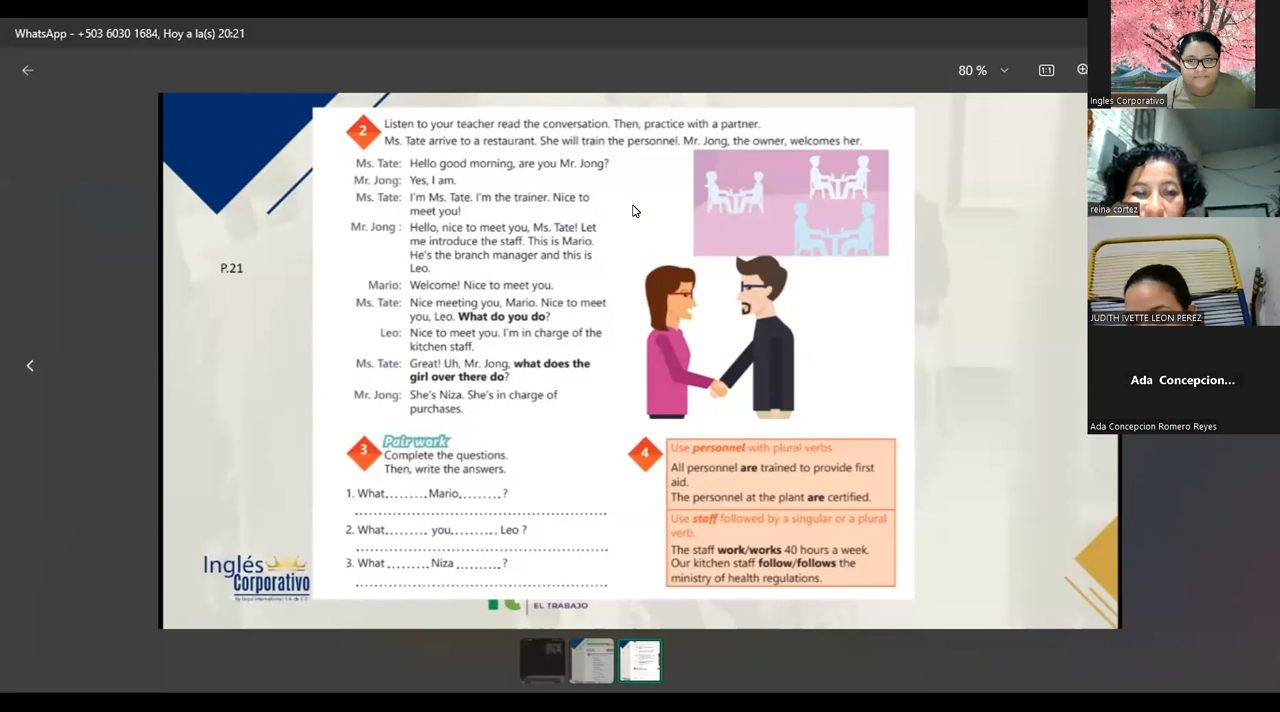 WhatsApp - +503 6030 1684, Hoy a la(s) 20:21
80 %
1:1
2
Listen to your teacher read the conversation. Then, practice with a partner.
Ms. Tate arrive to a restaurant. She will train the personnel. Mr. Jong, the owner, welcomes her.
Ms. Tate: Hello good morning, are you Mr. Jong?
Mr. Jong: Yes, I am.
Ms. Tate: I'm Ms. Tate. I'm the trainer. Nice to
meet you!
Mr. Jong : Hello, nice to meet you, Ms. Tate! Let
me introduce the staff. This is Mario.
He's the branch manager and this is
Leo.
Mario: Welcome! Nice to meet you.
Ms. Tate: Nice meeting you, Mario. Nice to meet
you, Leo. What do you do?
Leo: Nice to meet you. I'm in charge of the
kitchen staff.
Ms. Tate: Great! Uh, Mr. Jong, what does the
girl over there do?
Mr. Jong: She's Niza. She's in charge of
purchases.
P.21
3
Pair work
Complete the questions.
Then, write the answers.
1. What........Mario........?
2. What........ you......... Leo ?
3. What ........Niza ........?
4
Use personnel with plural verbs
All personnel are trained to provide first
aid.
The personnel at the plant are certified.
Use staff followed by a singular or a plural
verb.
The staff work/works 40 hours a week.
Our kitchen staff follow/follows the
ministry of health regulations.
Inglés
Corporativo
EL TRABAJO
Ingles Corporativo
reina cortez
JUDITH IVETTE LEON PEREZ
Ada Concepcion...
Ada Concepcion Romero Reyes